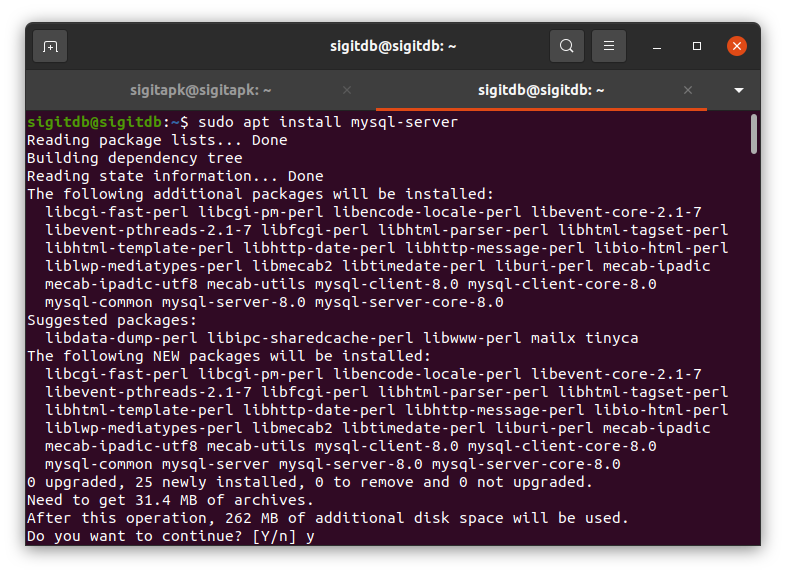 sigitdb@sigitdb: ~
sigitapk@sigitapk: ~
sigitdb@sigitdb: ~
sigitdb@sigitdb:~$ sudo apt install mysql-server
Reading package lists... Done
Building dependency tree
Reading state information... Done
The following additional packages will be installed:
  libcgi-fast-perl libcgi-pm-perl libencode-locale-perl libevent-core-2.1-7
  libevent-pthreads-2.1-7 libfcgi-perl libhtml-parser-perl libhtml-tagset-perl
  libhtml-template-perl libhttp-date-perl libhttp-message-perl libio-html-perl
  liblwp-mediatypes-perl libmecab2 libtimedate-perl liburi-perl mecab-ipadic
  mecab-ipadic-utf8 mecab-utils mysql-client-8.0 mysql-client-core-8.0
  mysql-common mysql-server-8.0 mysql-server-core-8.0
Suggested packages:
  libdata-dump-perl libipc-sharedcache-perl libwww-perl mailx tinyca
The following NEW packages will be installed:
  libcgi-fast-perl libcgi-pm-perl libencode-locale-perl libevent-core-2.1-7
  libevent-pthreads-2.1-7 libfcgi-perl libhtml-parser-perl libhtml-tagset-perl
  libhtml-template-perl libhttp-date-perl libhttp-message-perl libio-html-perl
  liblwp-mediatypes-perl libmecab2 libtimedate-perl liburi-perl mecab-ipadic
  mecab-ipadic-utf8 mecab-utils mysql-client-8.0 mysql-client-core-8.0
  mysql-common mysql-server mysql-server-8.0 mysql-server-core-8.0
0 upgraded, 25 newly installed, 0 to remove and 0 not upgraded.
Need to get 31.4 MB of archives.
After this operation, 262 MB of additional disk space will be used.
Do you want to continue? [Y/n] y